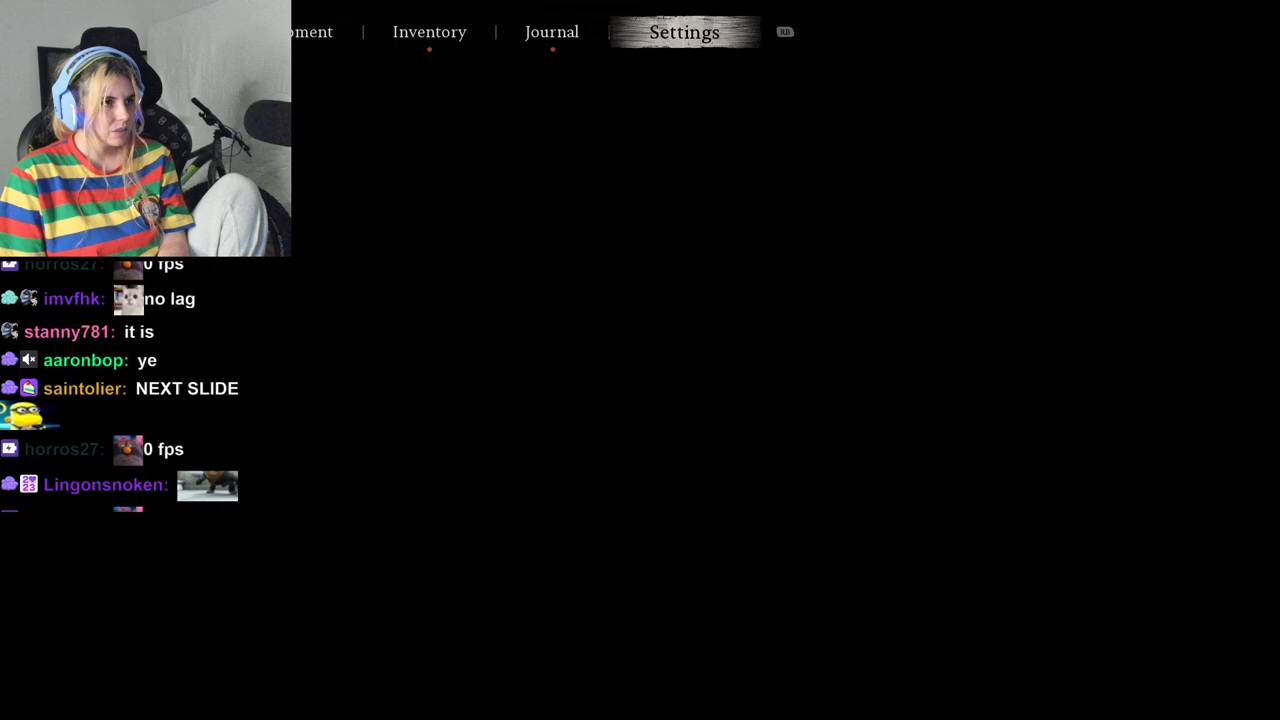 Inventory | Journal | Settings RB
horros27: 0 fps
imvfhk: no lag
stanny781: it is
aaronbop: ye
saintolier: NEXT SLIDE
horros27: 0 fps
Lingonsnoken: